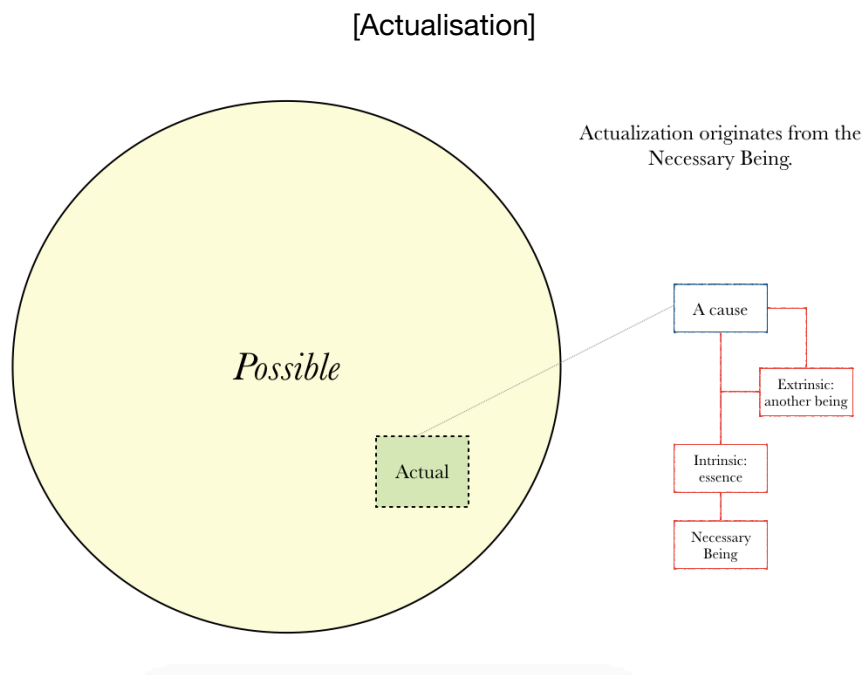 [Actualisation]
Actualization originates from the
Necessary Being.
A cause
Possible
Extrinsic:
another being
Actual
Intrinsic:
essence
Necessary
Being